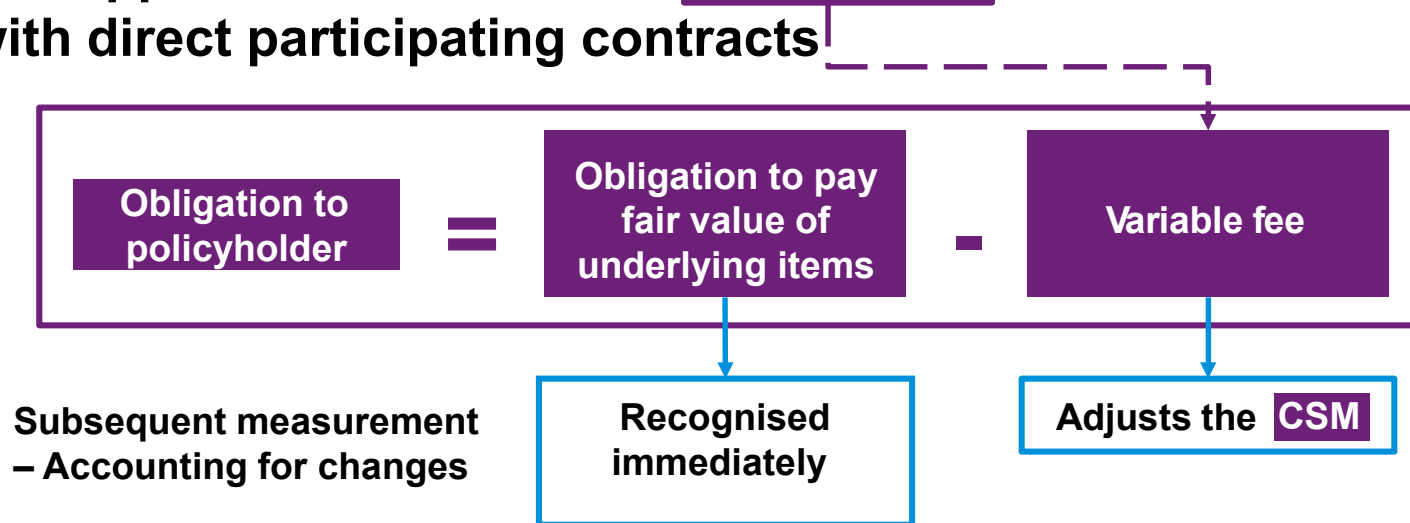 with direct participating contracts
Obligation to
policyholder
=
Obligation to pay
fair value of
underlying items
-
Variable fee
Subsequent measurement
– Accounting for changes
Recognised
immediately
Adjusts the CSM